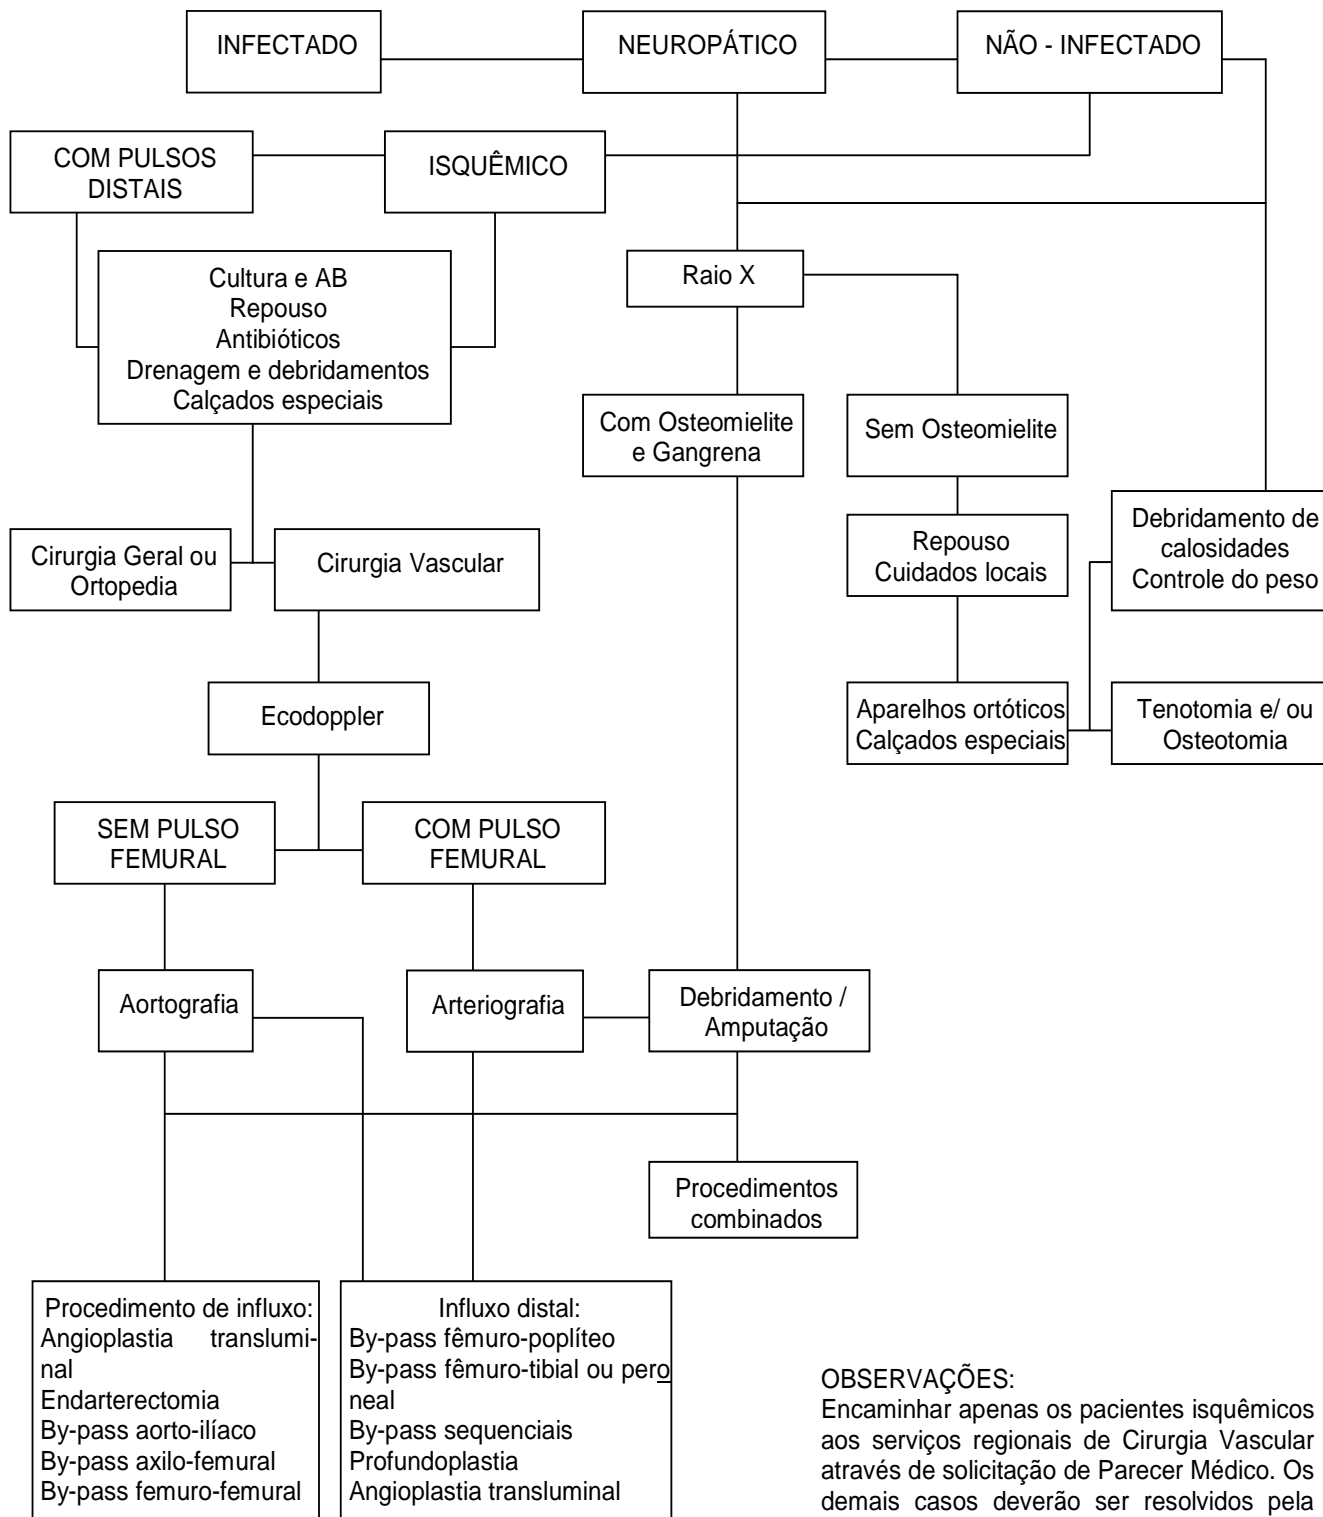 INFECTADO
NEUROPÁTICO
NÃO - INFECTADO
COM PULSOS
DISTAIS
ISQUÊMICO
Cultura e AB
Repouso
Antibióticos
Drenagem e debridamentos
Calçados especiais
Raio X
Com Osteomielite
e Gangrena
Sem Osteomielite
Debridamento de
calosidades
Controle do peso
Repouso
Cuidados locais
Cirurgia Geral ou
Ortopedia
Cirurgia Vascular
Ecodoppler
Aparelhos ortóticos
Calçados especiais
Tenotomia e/ ou
Osteotomia
SEM PULSO
FEMURAL
COM PULSO
FEMURAL
Aortografia
Arteriografia
Debridamento /
Amputação
Procedimentos
combinados
Procedimento de influxo:
Angioplastia translumi-
nal
Endarterectomia
By-pass aorto-ilíaco
By-pass axilo-femural
By-pass femuro-femural
Influxo distal:
By-pass fêmuro-poplíteo
By-pass fêmuro-tibial ou pero
neal
By-pass sequenciais
Profundoplastia
Angioplastia transluminal
OBSERVAÇÕES:
Encaminhar apenas os pacientes isquêmicos
aos serviços regionais de Cirurgia Vascular
através de solicitação de Parecer Médico. Os
demais casos deverão ser resolvidos pela